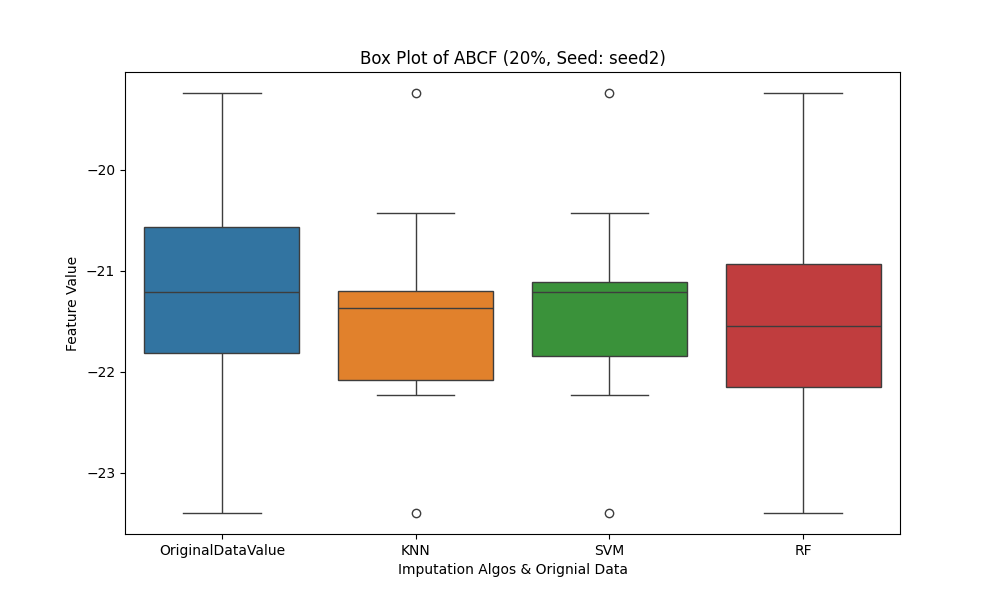 Box Plot of ABCF (20%, Seed: seed2)
Feature Value
−20
−21
−22
−23
OriginalDataValue
KNN
SVM
RF
Imputation Algos & Orignial Data